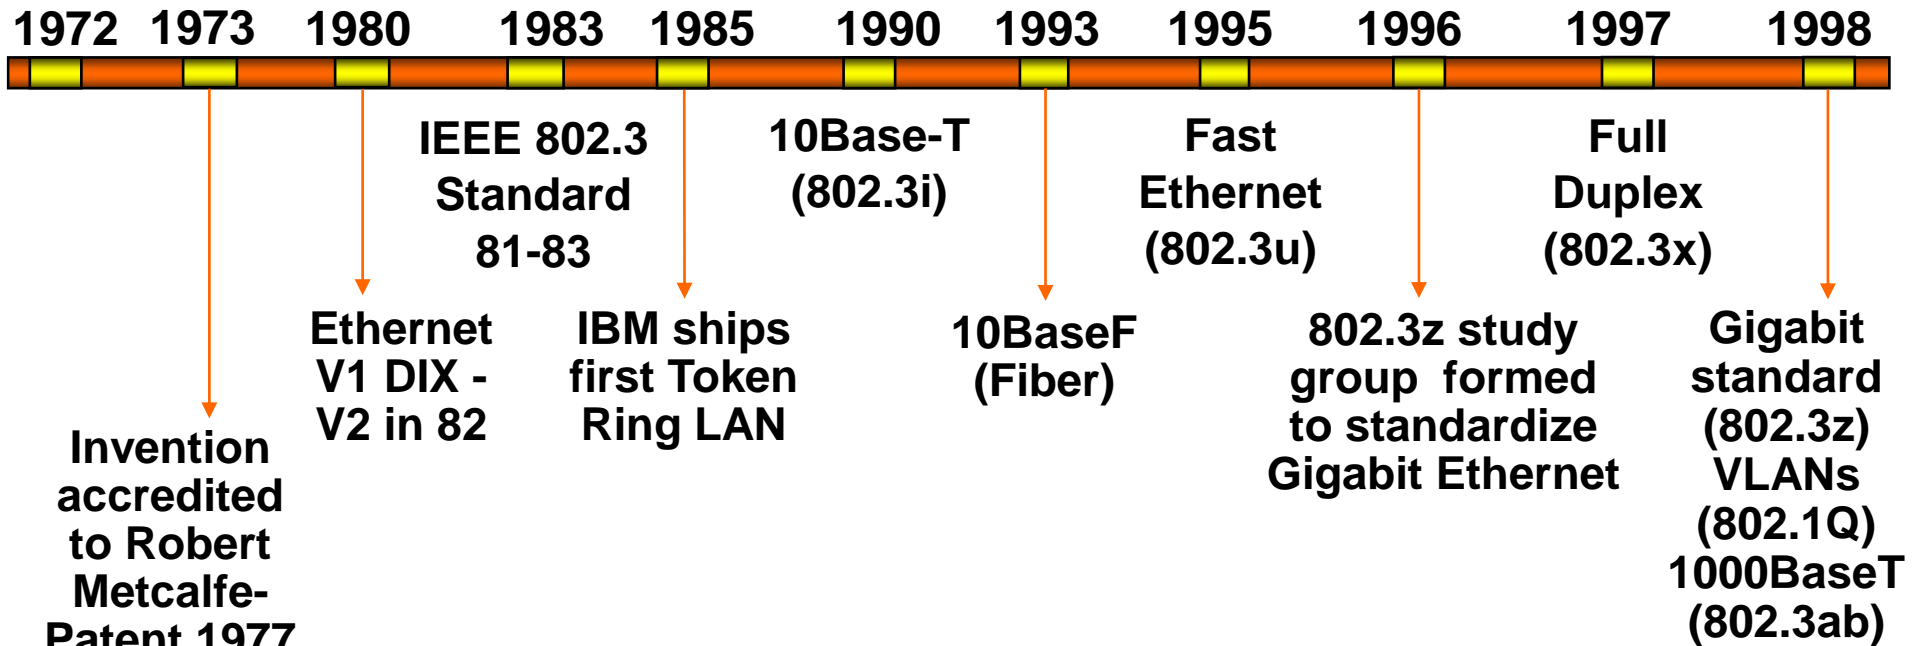 1972 1973 1980 1983 1985 1990 1993 1995 1996 1997 1998
IEEE 802.3
Standard
81-83
10Base-T
(802.3i)
Fast
Ethernet
(802.3u)
Full
Duplex
(802.3x)
Invention
accredited
to Robert
Metcalfe-
Patent 1977
Ethernet
V1 DIX -
V2 in 82
IBM ships
first Token
Ring LAN
10BaseF
(Fiber)
802.3z study
group formed
to standardize
Gigabit Ethernet
Gigabit
standard
(802.3z)
VLANs
(802.1Q)
1000BaseT
(802.3ab)